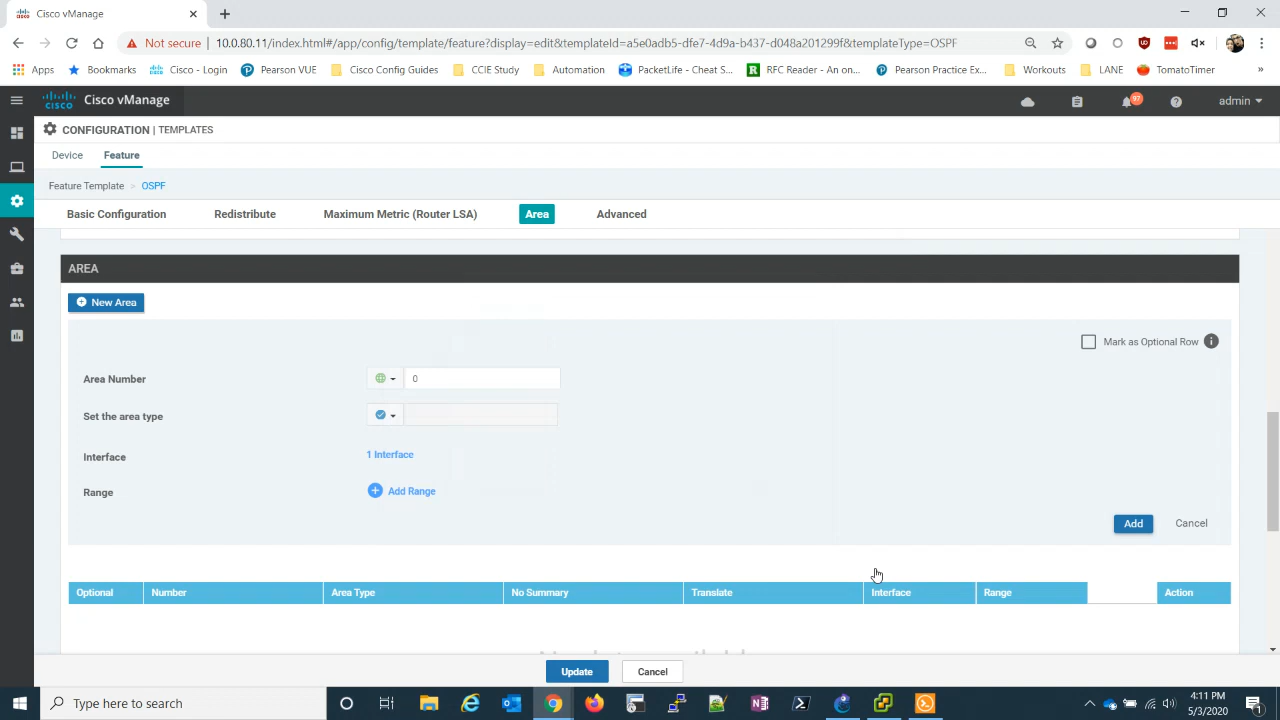 Cisco vManage
Not secure | 10.0.80.11/index.html#/app/config/template/feature?display=edit&templateId=a5e0adb5-dfe7-4d9a-b437-d048a201299f&templateType=OSPF
Apps Bookmarks Cisco - Login Pearson VUE Cisco Config Guides CCIE Study Automation PacketLife - Cheat S... RFC Reader - An on... Pearson Practice Ex... Workouts LANE TomatoTimer »
cisco Cisco vManage 97 admin
CONFIGURATION | TEMPLATES
Device Feature
Feature Template > OSPF
Basic Configuration Redistribute Maximum Metric (Router LSA) Area Advanced
AREA
New Area
Mark as Optional Row
Area Number 0
Set the area type
Interface 1 Interface
Range Add Range
Add Cancel
Optional Number Area Type No Summary Translate Interface Range Action
Update Cancel
Type here to search
4:11 PM
5/3/2020